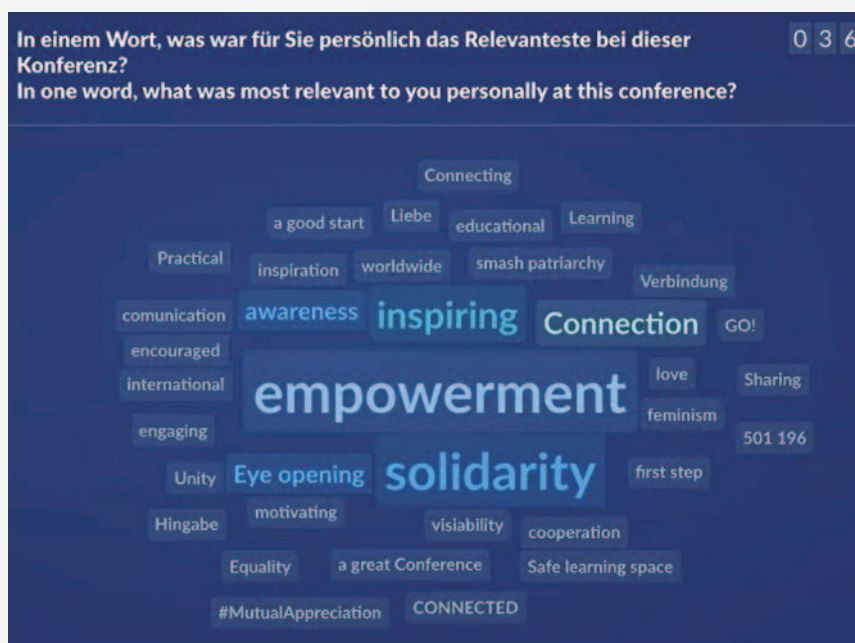 In einem Wort, was war für Sie persönlich das Relevanteste bei dieser
Konferenz?
In one word, what was most relevant to you personally at this conference?
0 3 6
Connecting
a good start
Liebe
educational
Learning
Practical
inspiration
worldwide
smash patriarchy
Verbindung
comunication
awareness
inspiring
Connection
GO!
encouraged
international
empowerment
love
Sharing
feminism
engaging
501 196
Unity
Eye opening
solidarity
first step
Hingabe
motivating
visiability
cooperation
Equality
a great Conference
Safe learning space
#MutualAppreciation
CONNECTED